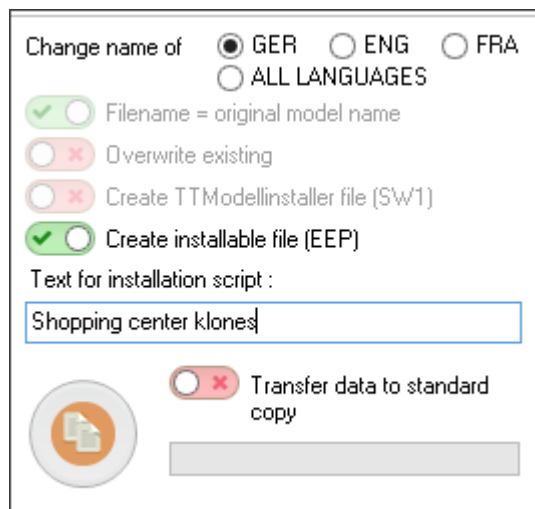 Change name of GER ENG FRA
ALL LANGUAGES
Filename = original model name
Overwrite existing
Create TTModellinstaller file (SW1)
Create installable file (EEP)
Text for installation script :
Shopping center klones
Transfer data to standard
copy